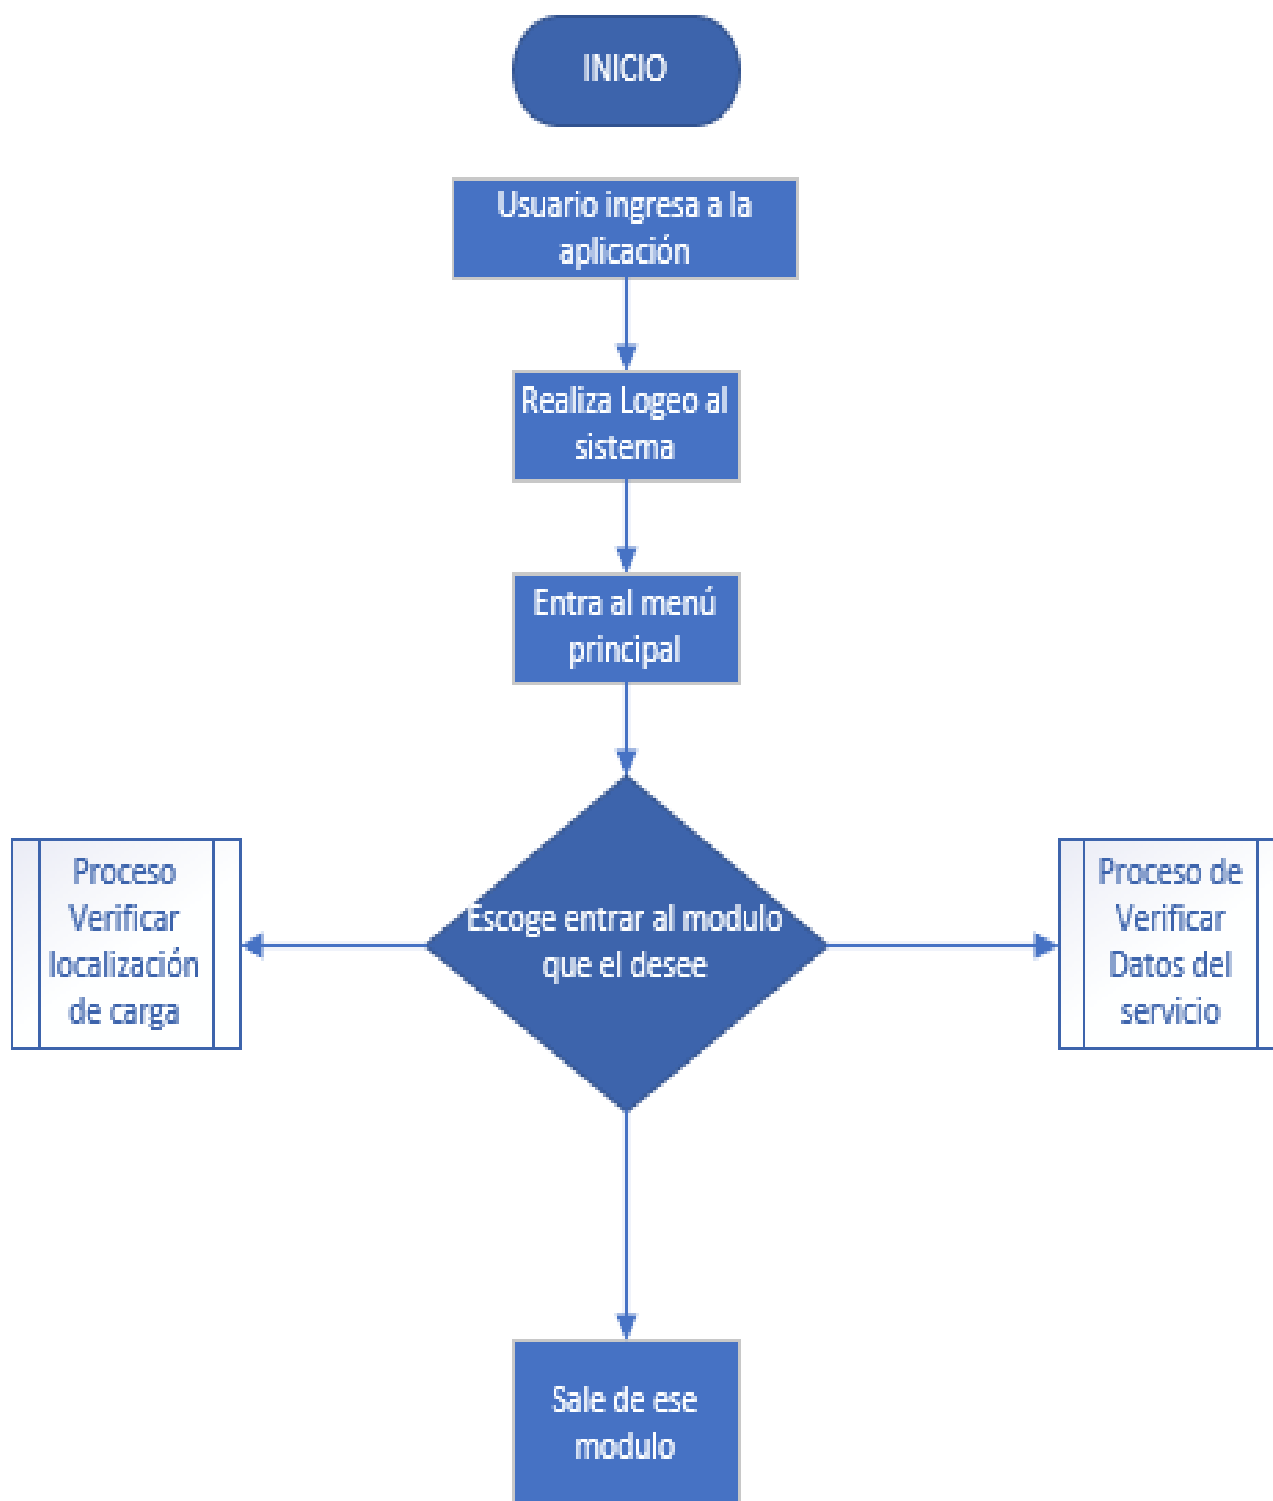 INICIO
Usuario ingresa a la
aplicación
Realiza Logeo al
sistema
Entra al menú
principal
Proceso
Verificar
localización
de carga
Escoge entrar al modulo
que el desee
Proceso de
Verificar
Datos del
servicio
Sale de ese
modulo